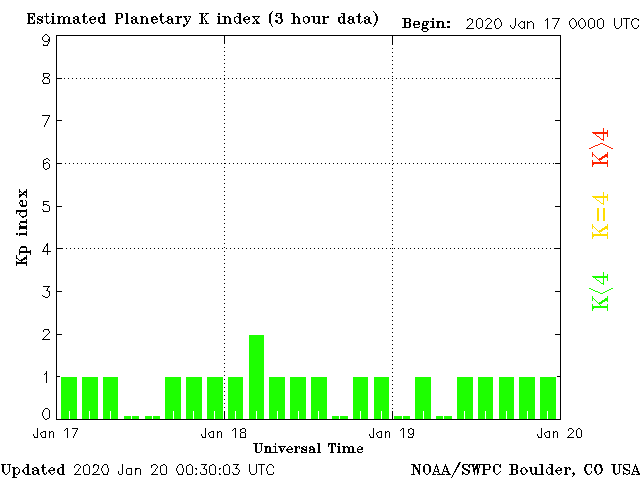 Estimated Planetary K index (3 hour data) Begin: 2020 Jan 17 0000 UTC
9
8
7
6
5
4
3
2
1
0
Kp index
K>4
K=4
K<4
Jan 17 Jan 18 Jan 19 Jan 20
Universal Time
Updated 2020 Jan 20 00:30:03 UTC NOAA/SWPC Boulder, CO USA